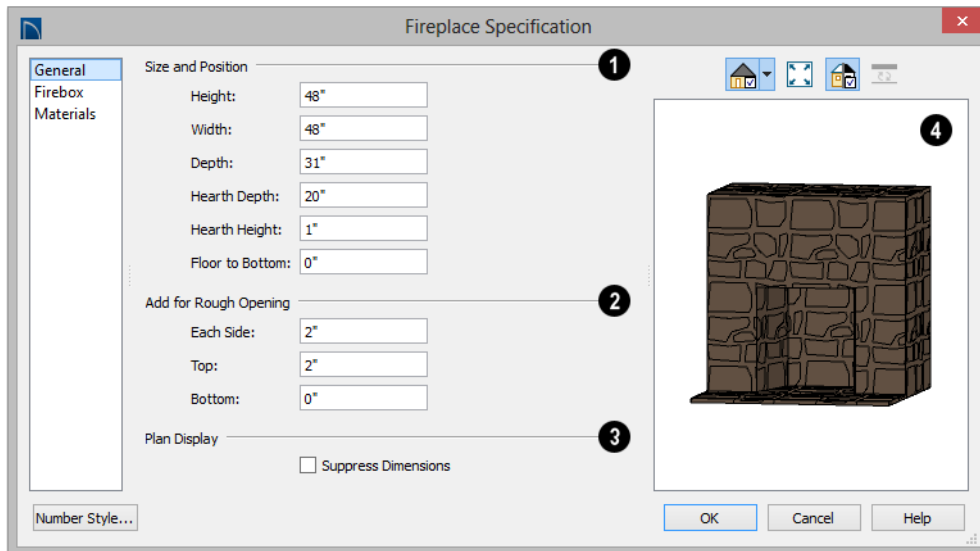 Fireplace Specification
×
General
Firebox
Materials
Size and Position
1
Height: 48"
Width: 48"
Depth: 31"
Hearth Depth: 20"
Hearth Height: 1"
Floor to Bottom: 0"
Add for Rough Opening
2
Each Side: 2"
Top: 2"
Bottom: 0"
Plan Display
3
Suppress Dimensions
4
Number Style...
OK
Cancel
Help